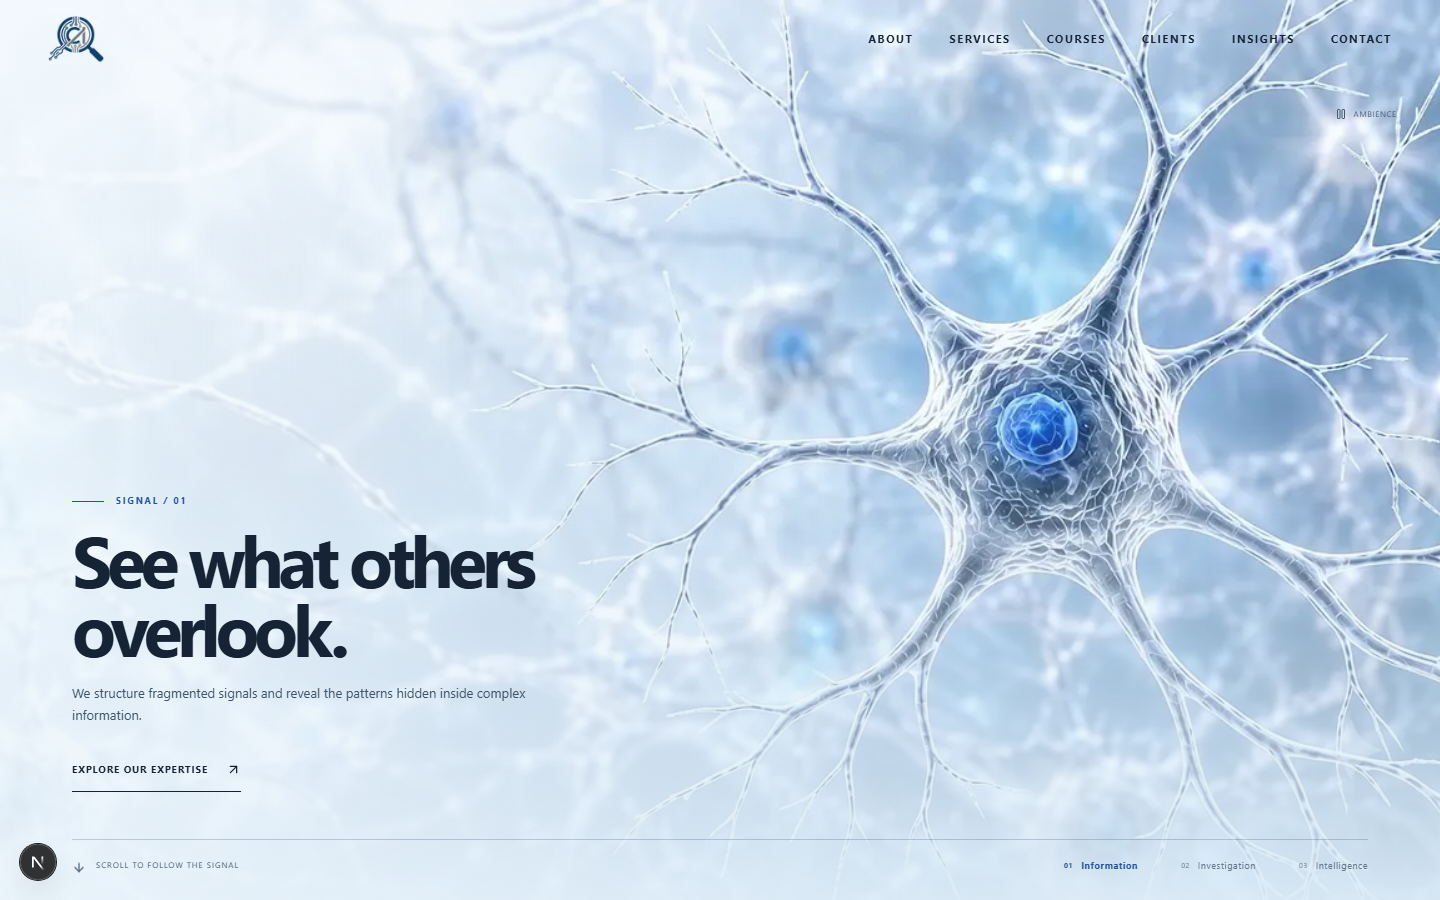 ABOUT SERVICES COURSES CLIENTS INSIGHTS CONTACT
AMBIENCE
SIGNAL / 01
See what others
overlook.
We structure fragmented signals and reveal the patterns hidden inside complex
information.
EXPLORE OUR EXPERTISE
SCROLL TO FOLLOW THE SIGNAL
01 Information 02 Investigation 03 Intelligence
N